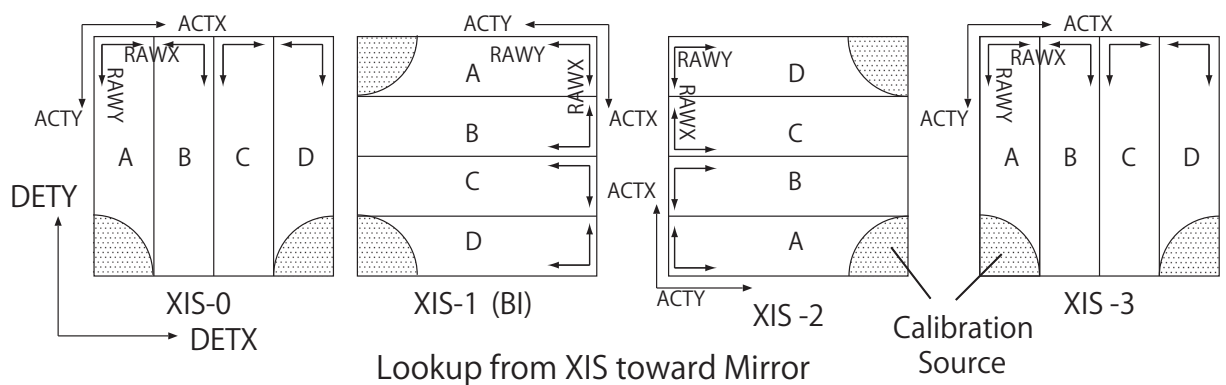 ACTX
RAWX
RAWY
ACTY
A B C D
DETY
XIS-0
DETX
ACTY
RAWY
RAWX
A
B
C
D
ACTX
XIS-1 (BI)
RAWY
RAWX
D
C
B
A
ACTX
ACTY
XIS -2
Calibration
Source
ACTX
RAWX
RAWY
ACTY
A B C D
XIS -3
Lookup from XIS toward Mirror